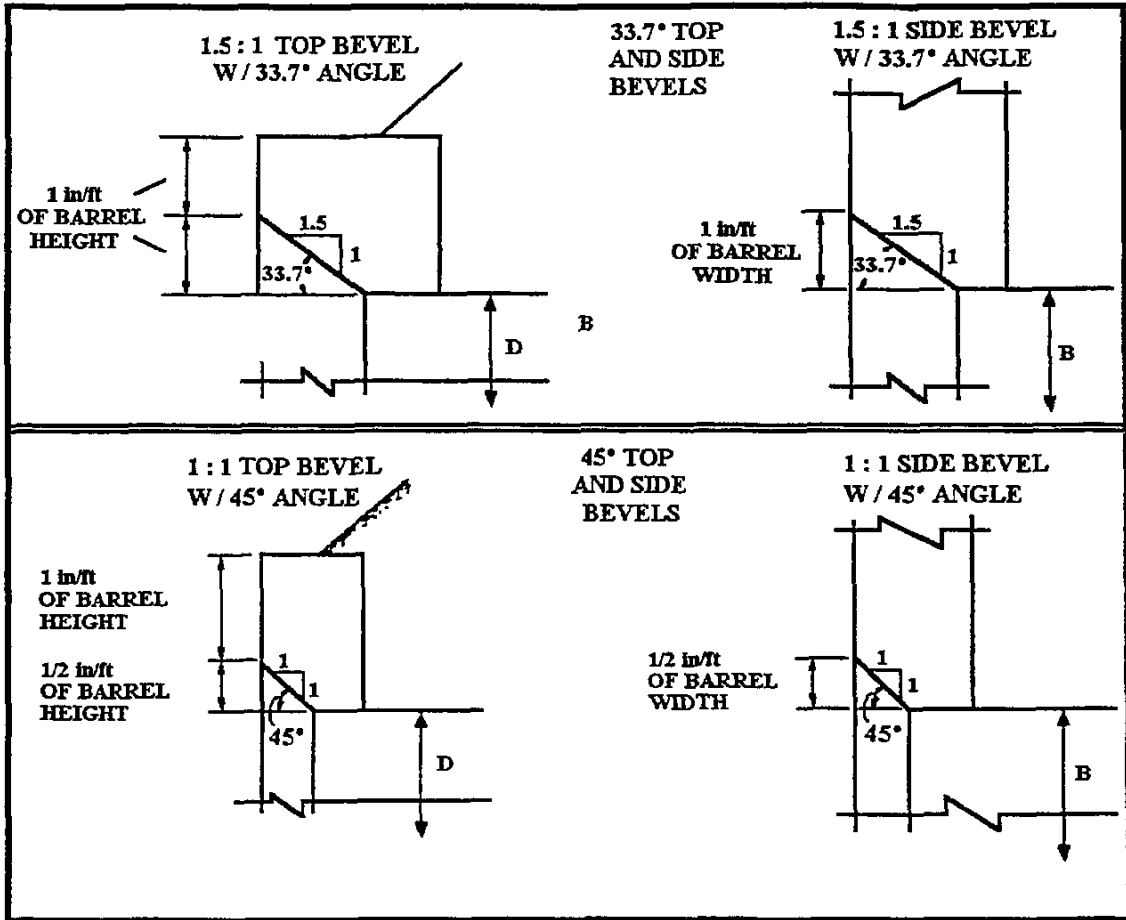 1.5 : 1 TOP BEVEL
W / 33.7° ANGLE
33.7° TOP
AND SIDE
BEVELS
1.5 : 1 SIDE BEVEL
W / 33.7° ANGLE
1 in/ft
OF BARREL
HEIGHT
1.5
1
33.7°
D
B
1 in/ft
OF BARREL
WIDTH
1.5
1
33.7°
B
1 : 1 TOP BEVEL
W / 45° ANGLE
45° TOP
AND SIDE
BEVELS
1 : 1 SIDE BEVEL
W / 45° ANGLE
1 in/ft
OF BARREL
HEIGHT
1/2 in/ft
OF BARREL
HEIGHT
1
1
45°
D
1/2 in/ft
OF BARREL
WIDTH
1
1
45°
B